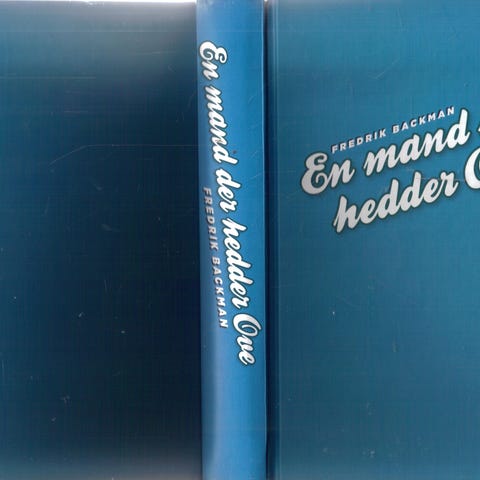 En mand der hedder Ove
FREDRIK BACKMAN
FREDRIK BACKMAN
En mand
hedder